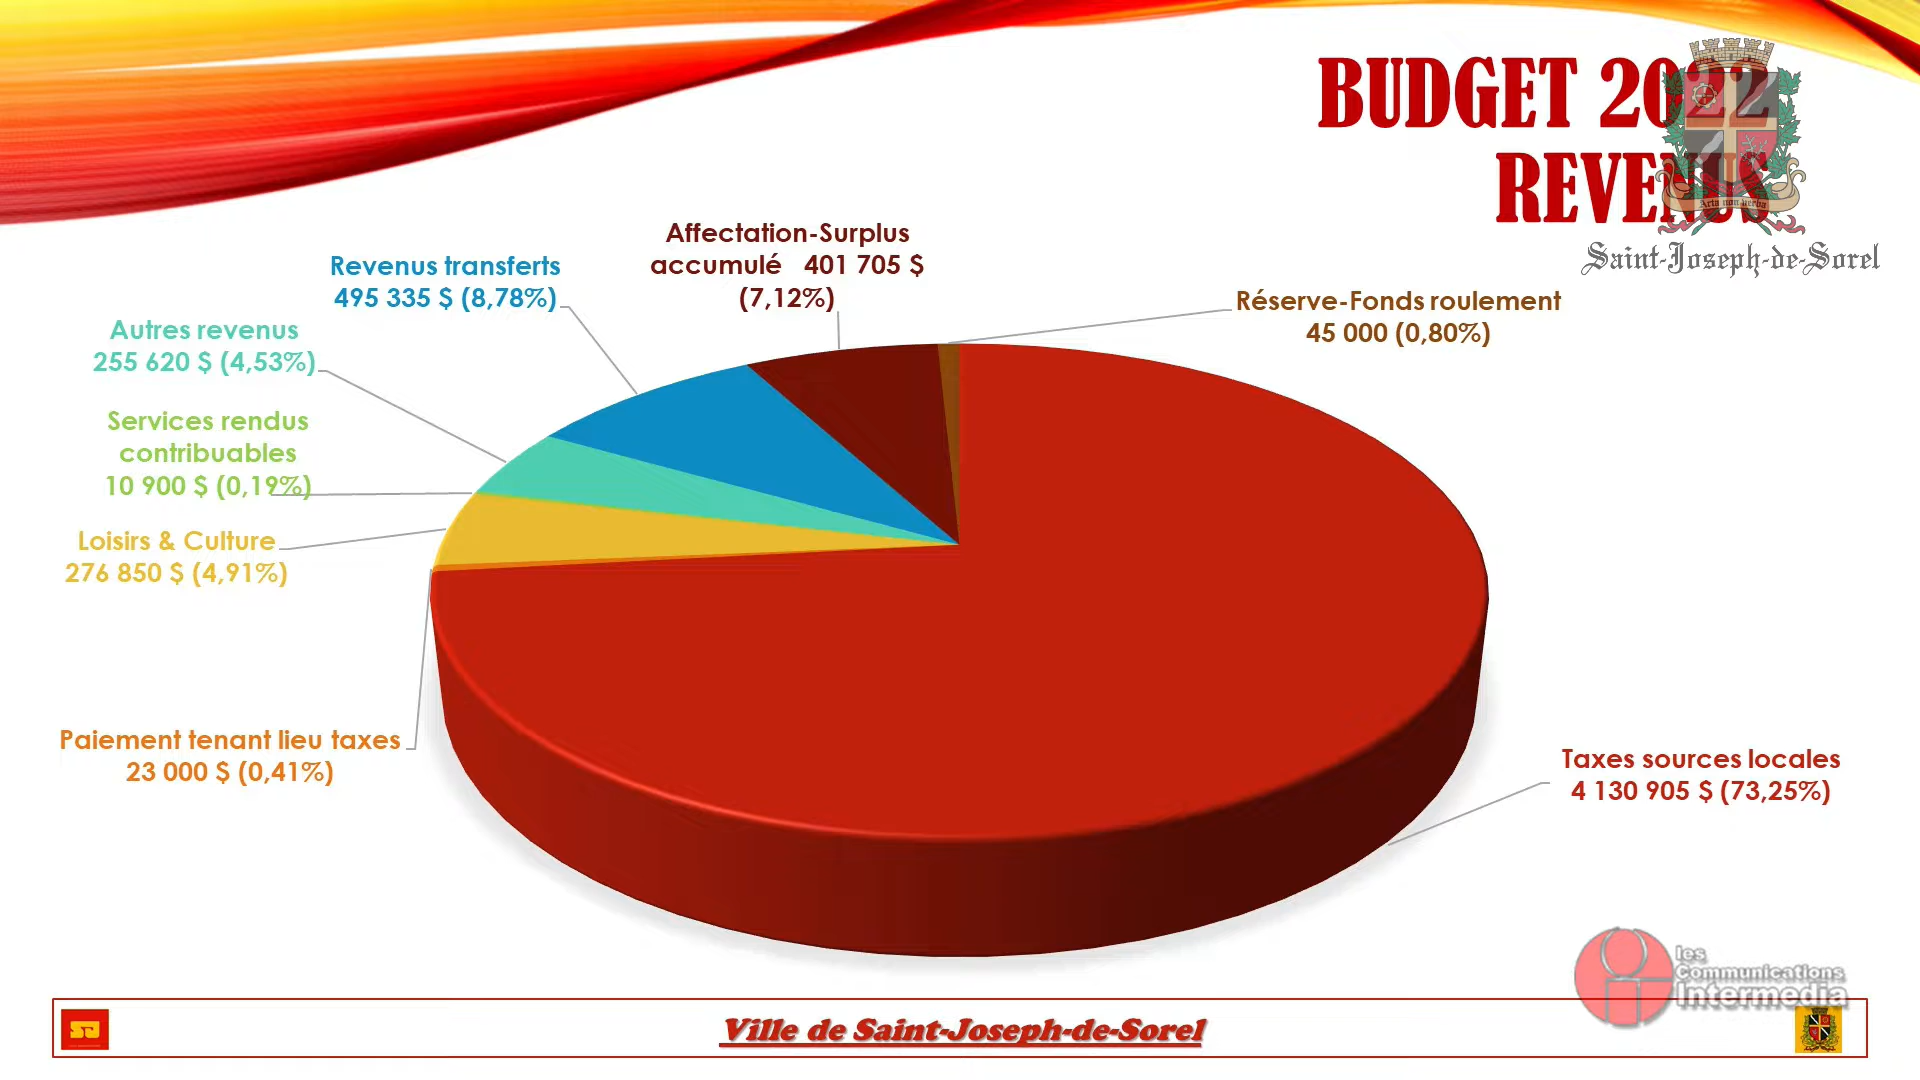 BUDGET 2022
REVENUS
Arte non verba
Saint-Joseph-de-Sorel
Affectation-Surplus
accumulé 401 705 $
(7,12%)
Revenus transferts
495 335 $ (8,78%)
Réserve-Fonds roulement
45 000 (0,80%)
Autres revenus
255 620 $ (4,53%)
Services rendus
contribuables
10 900 $ (0,19%)
Loisirs & Culture
276 850 $ (4,91%)
Paiement tenant lieu taxes
23 000 $ (0,41%)
Taxes sources locales
4 130 905 $ (73,25%)
les
Communications
Intermedia
Ville de Saint-Joseph-de-Sorel